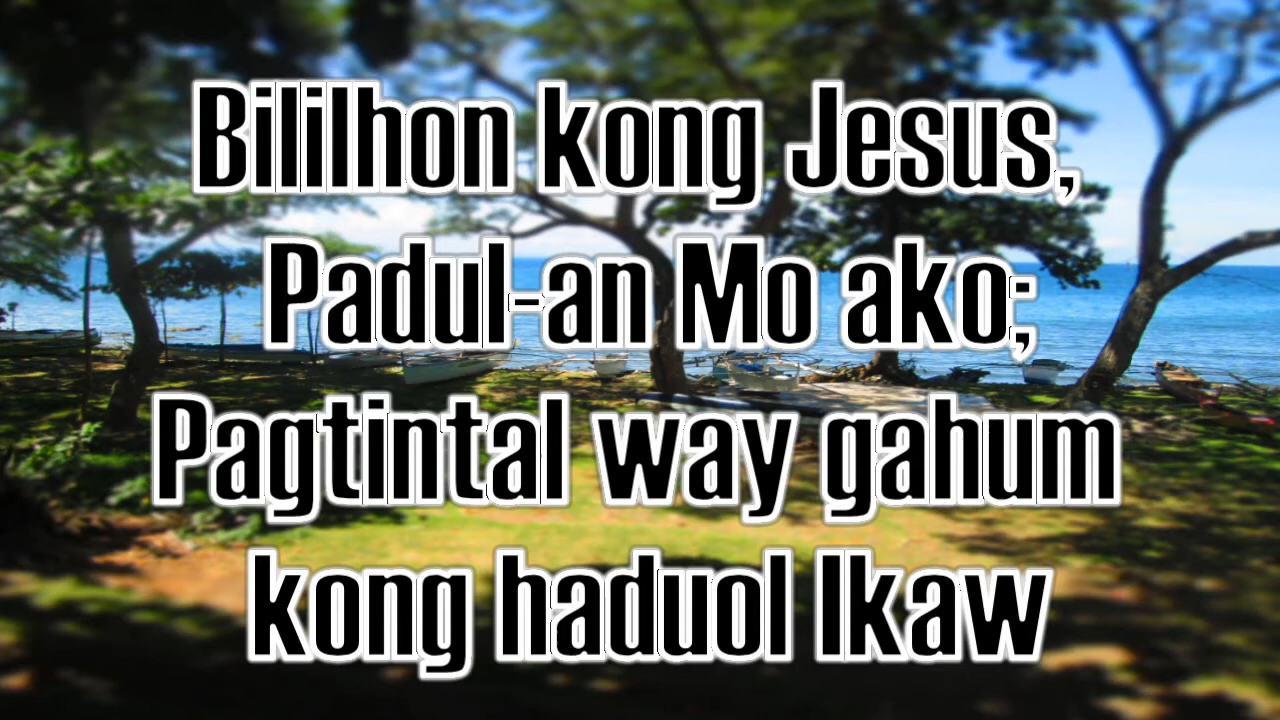 Bililhon kong Jesus,
Padul-an Mo ako;
Pagtintal way gahum
kong haduol Ikaw